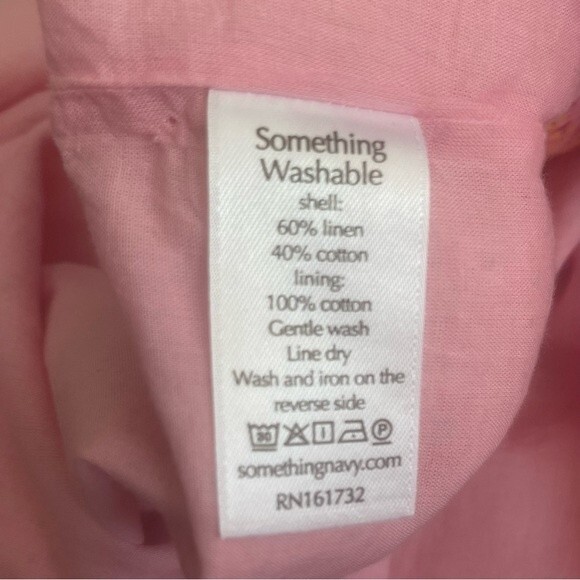 Something
Washable
shell:
60% linen
40% cotton
lining:
100% cotton
Gentle wash
Line dry
Wash and iron on the
reverse side
30 P
somethingnavy.com
RN161732